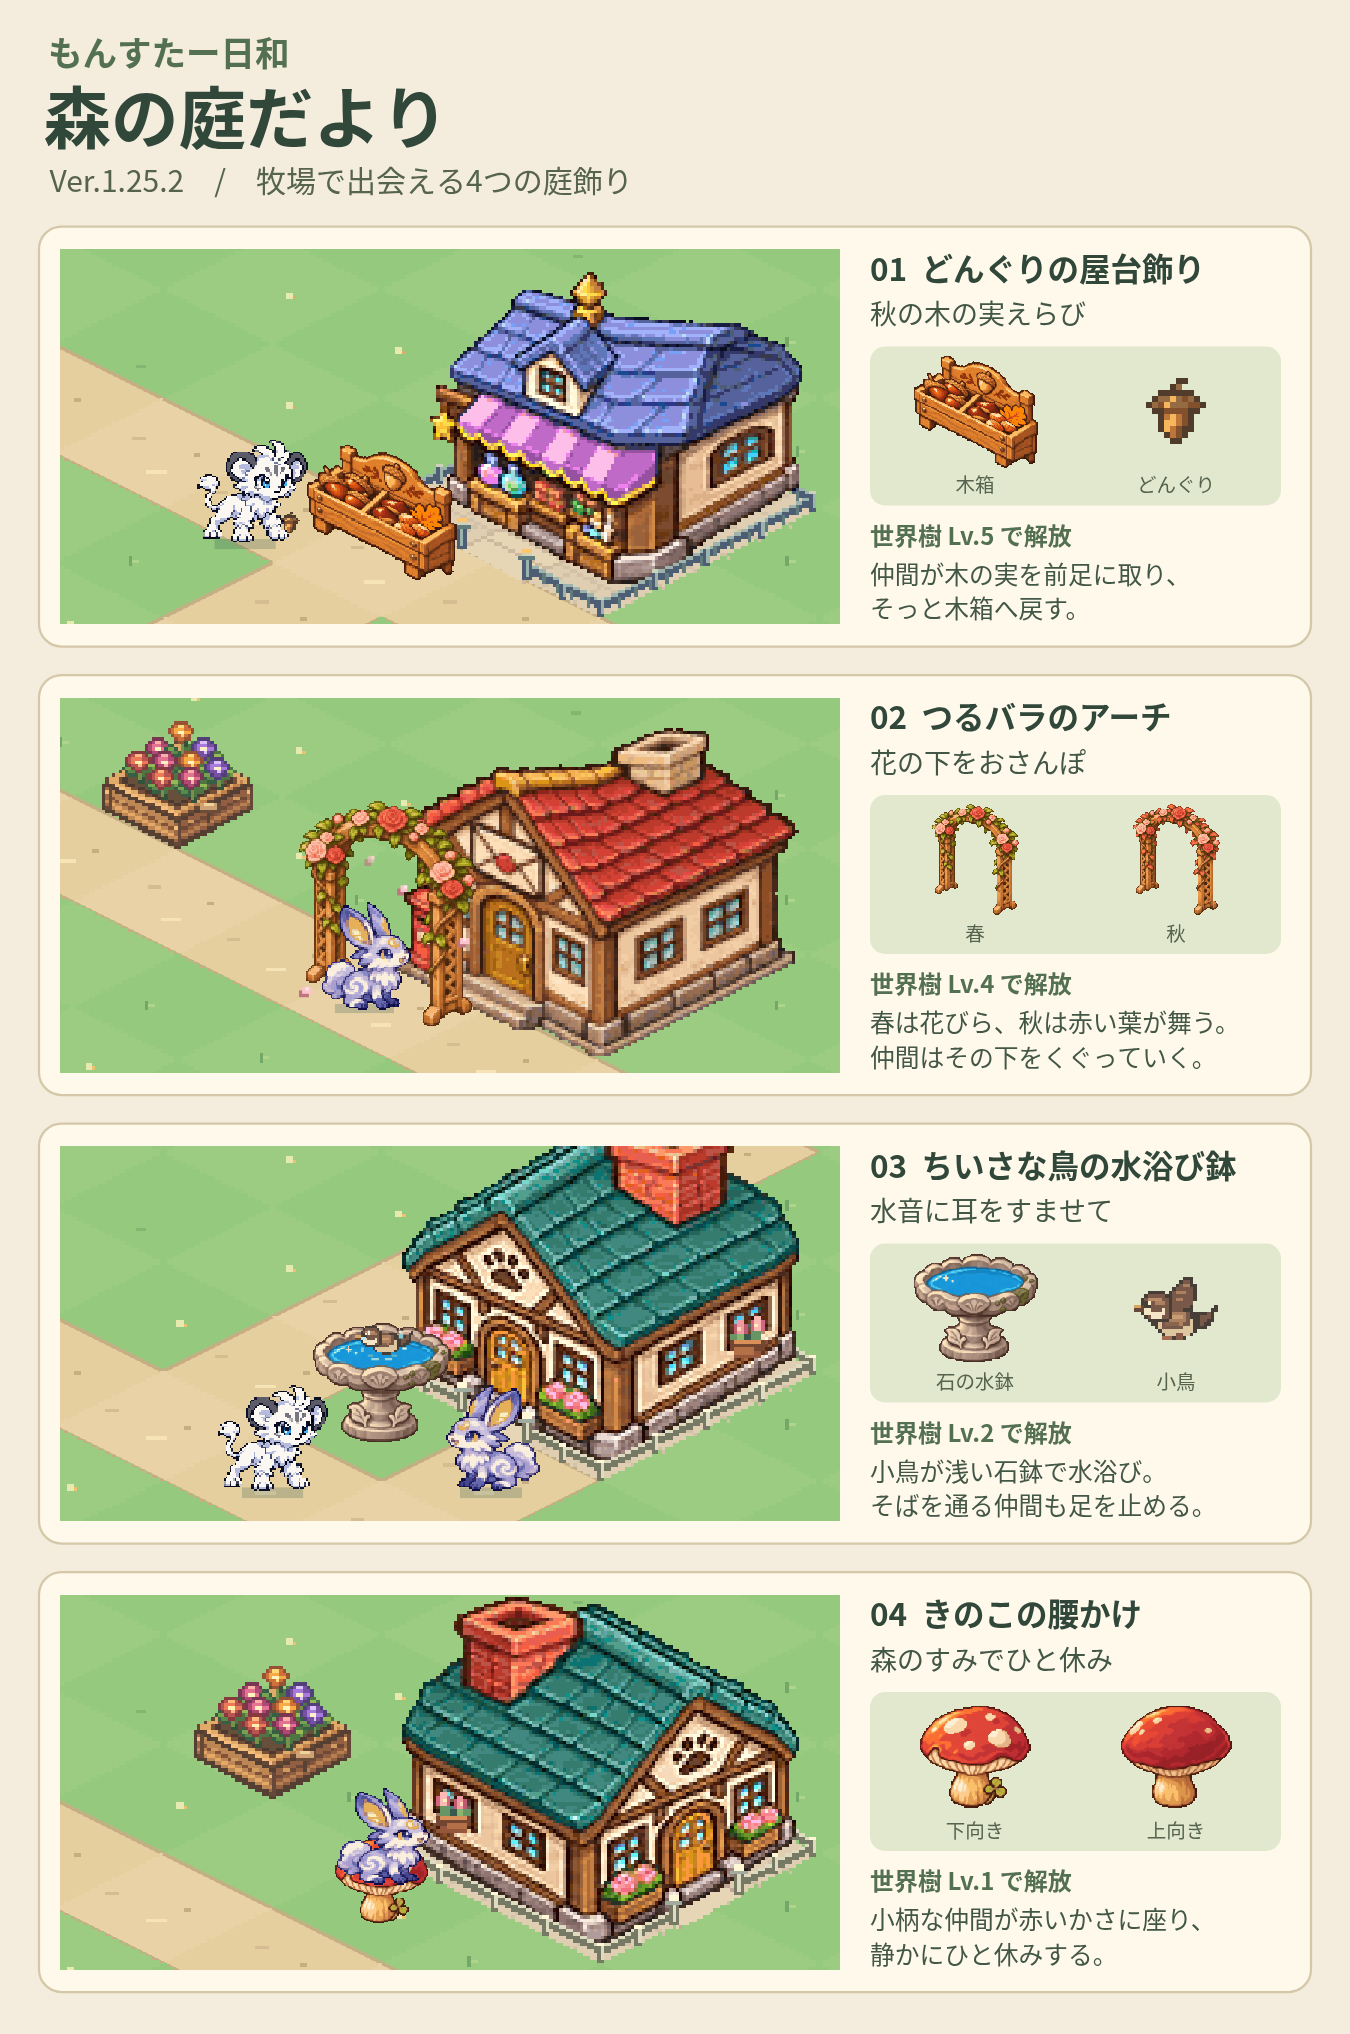 もんすたー日和
森の庭だより
Ver.1.25.2 / 牧場で出会える4つの庭飾り
01 どんぐりの屋台飾り
秋の木の実えらび
木箱
どんぐり
世界樹 Lv.5 で解放
仲間が木の実を前足に取り、
そっと木箱へ戻す。
02 つるバラのアーチ
花の下をおさんぽ
春
秋
世界樹 Lv.4 で解放
春は花びら、秋は赤い葉が舞う。
仲間はその下をくぐっていく。
03 ちいさな鳥の水浴び鉢
水音に耳をすませて
石の水鉢
小鳥
世界樹 Lv.2 で解放
小鳥が浅い石鉢で水浴び。
そばを通る仲間も足を止める。
04 きのこの腰かけ
森のすみでひと休み
下向き
上向き
世界樹 Lv.1 で解放
小柄な仲間が赤いかさに座り、
静かにひと休みする。